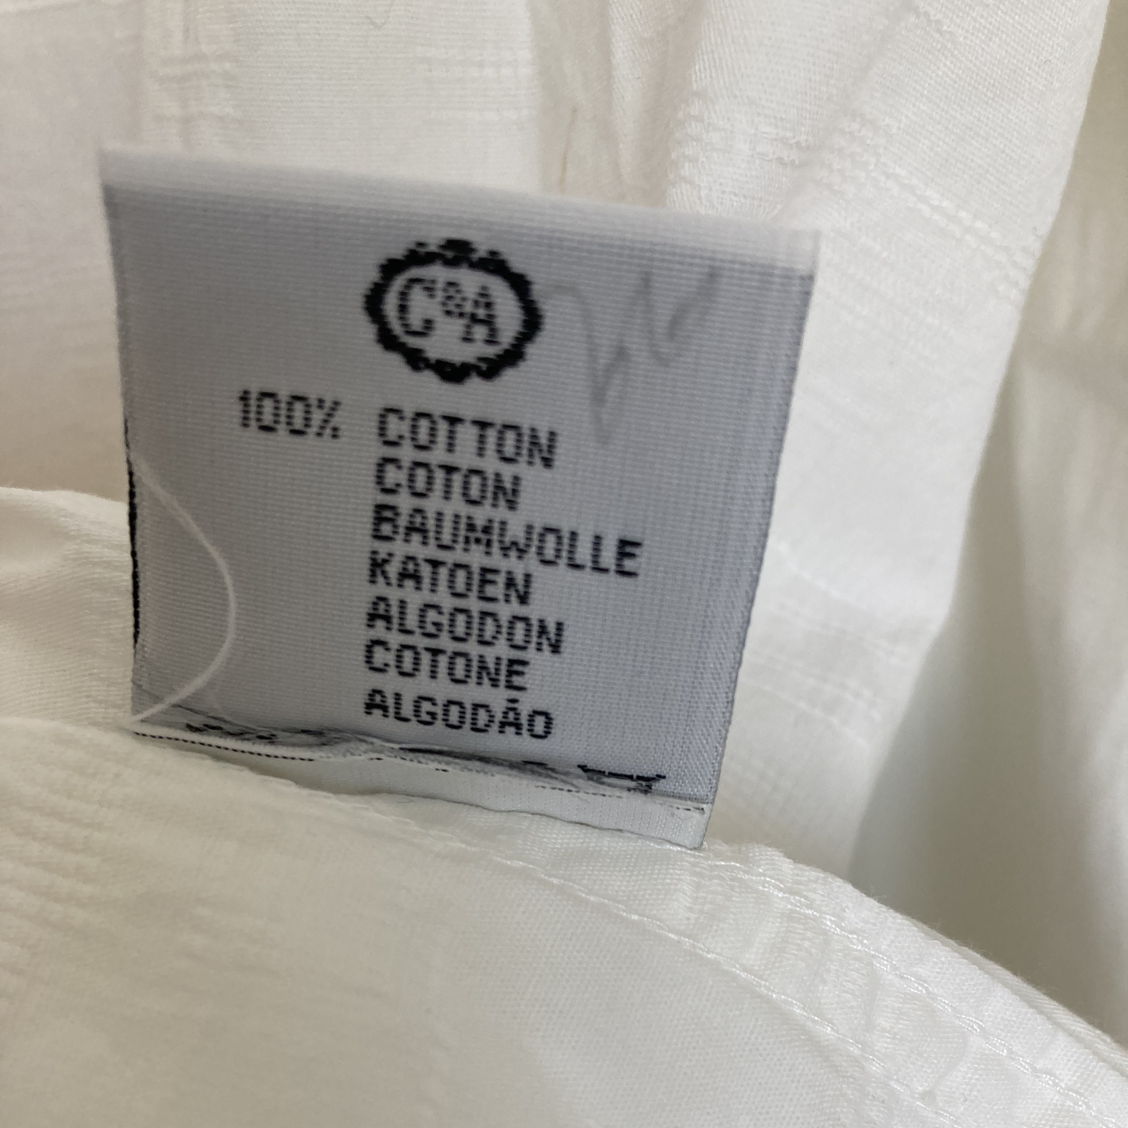 C&A
100% COTTON
COTON
BAUMWOLLE
KATOEN
ALGODON
COTONE
ALGODÃO